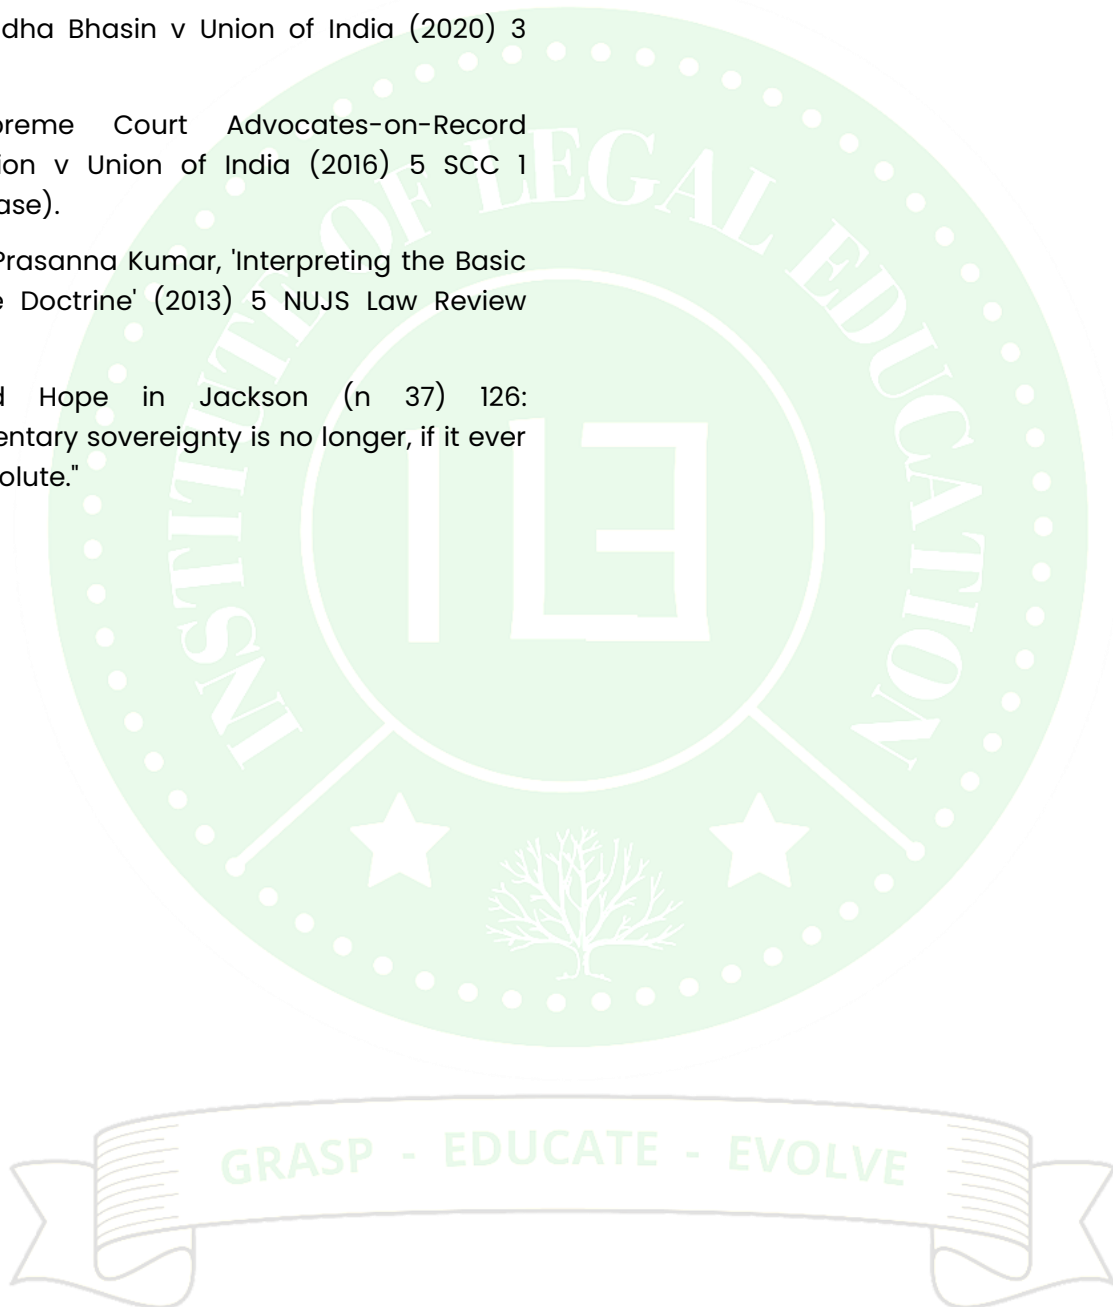 dha Bhasin v Union of India (2020) 3
preme Court Advocates-on-Record
ion v Union of India (2016) 5 SCC 1
ase).
Prasanna Kumar, 'Interpreting the Basic
e Doctrine' (2013) 5 NUJS Law Review
d Hope in Jackson (n 37) 126:
entary sovereignty is no longer, if it ever
olute."
INSTITUTE OF LEGAL EDUCATION
ILE
GRASP - EDUCATE - EVOLVE